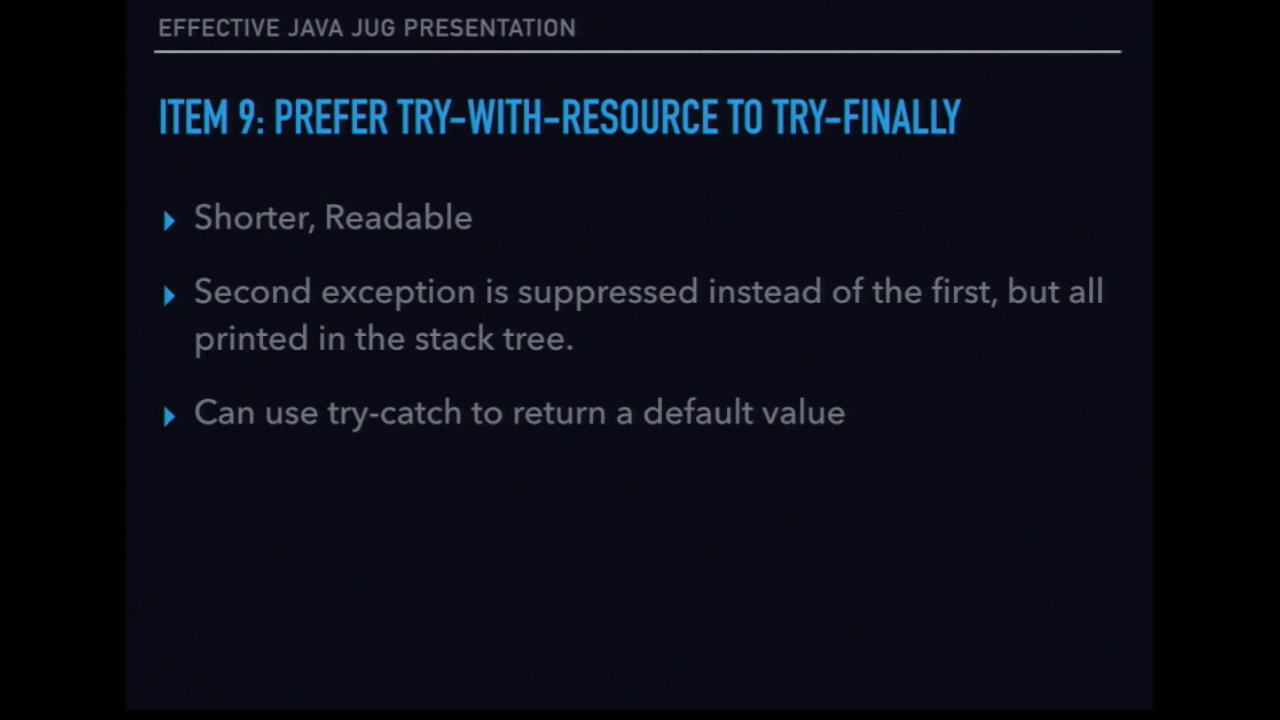 EFFECTIVE JAVA JUG PRESENTATION
ITEM 9: PREFER TRY-WITH-RESOURCE TO TRY-FINALLY
Shorter, Readable
Second exception is suppressed instead of the first, but all
printed in the stack tree.
Can use try-catch to return a default value